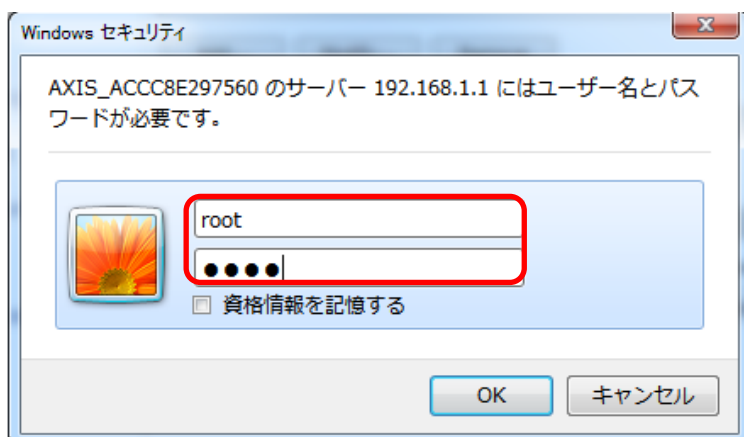 Windows セキュリティ
AXIS_ACCC8E297560 のサーバー 192.168.1.1 にはユーザー名とパス
ワードが必要です。
root
●●●●
資格情報を記憶する
OK
キャンセル